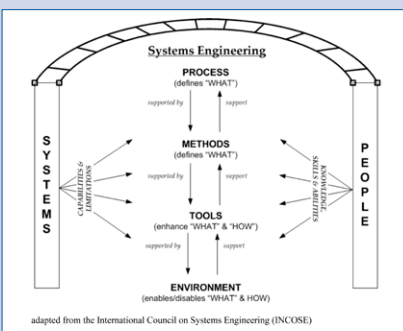 Systems Engineering
PROCESS
(defines "WHAT")
supported by
support
METHODS
(defines "WHAT")
supported by
support
TOOLS
(enhance "WHAT" & "HOW")
supported by
support
ENVIRONMENT
(enables/disables "WHAT" & HOW)
SYSTEMS
CAPABILITIES &
LIMITATIONS
KNOWLEDGE,
SKILLS & ABILITIES
PEOPLE
adapted from the International Council on Systems Engineering (INCOSE)